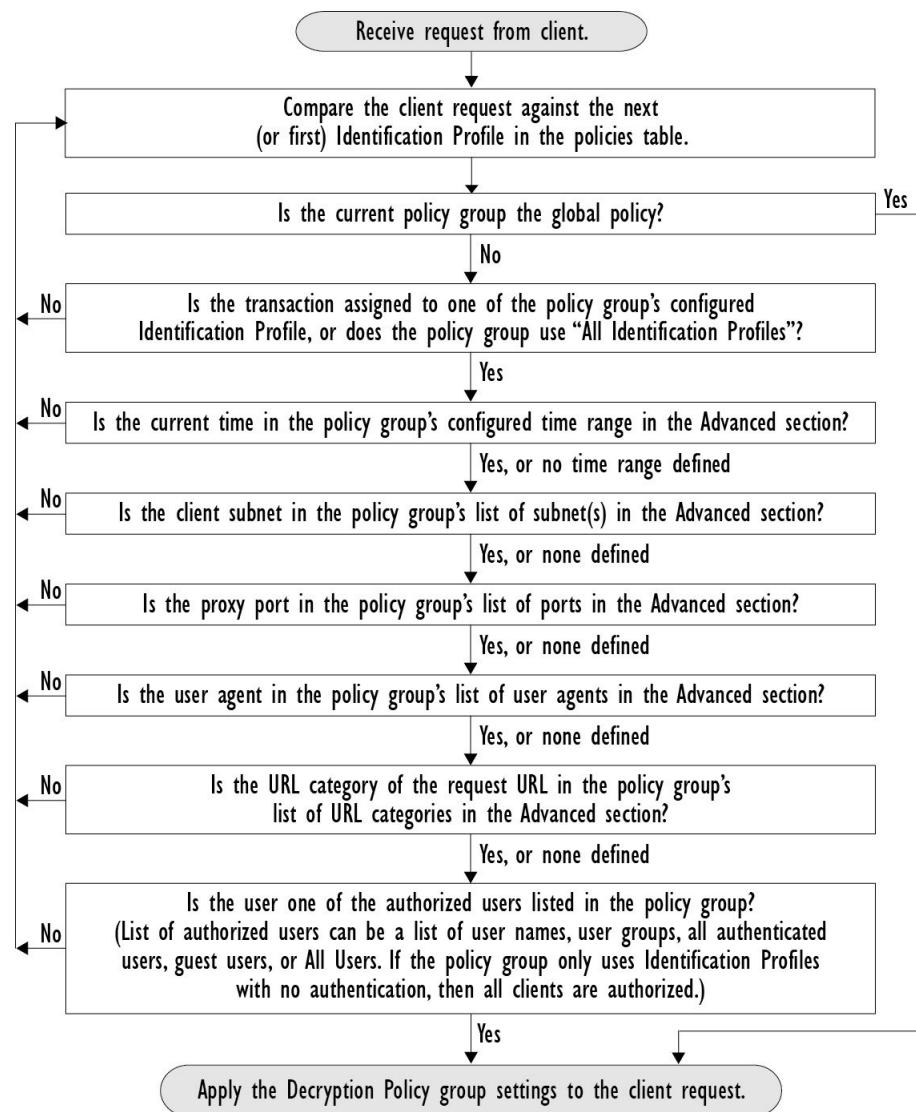 Receive request from client.
Compare the client request against the next
(or first) Identification Profile in the policies table.
Is the current policy group the global policy?
Yes
No
No
Is the transaction assigned to one of the policy group's configured
Identification Profile, or does the policy group use “All Identification Profiles”?
Yes
No
Is the current time in the policy group's configured time range in the Advanced section?
Yes, or no time range defined
No
Is the client subnet in the policy group's list of subnet(s) in the Advanced section?
Yes, or none defined
No
Is the proxy port in the policy group's list of ports in the Advanced section?
Yes, or none defined
No
Is the user agent in the policy group's list of user agents in the Advanced section?
Yes, or none defined
No
Is the URL category of the request URL in the policy group's
list of URL categories in the Advanced section?
Yes, or none defined
No
Is the user one of the authorized users listed in the policy group?
(List of authorized users can be a list of user names, user groups, all authenticated
users, guest users, or All Users. If the policy group only uses Identification Profiles
with no authentication, then all clients are authorized.)
Yes
Apply the Decryption Policy group settings to the client request.